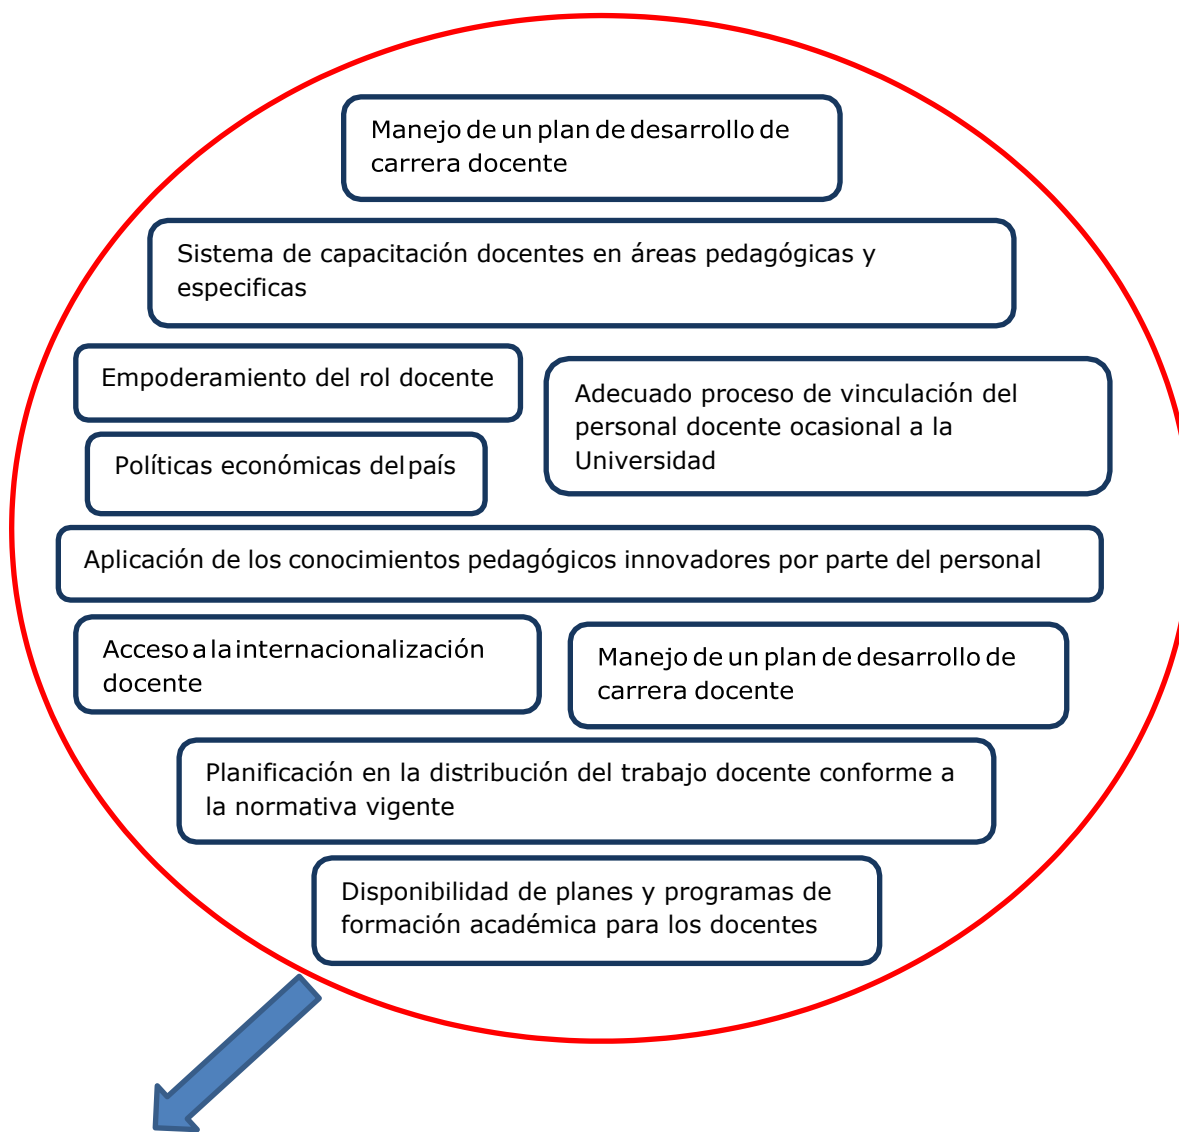 Manejo de un plan de desarrollo de
carrera docente
Sistema de capacitación docentes en áreas pedagógicas y
especificas
Empoderamiento del rol docente
Adecuado proceso de vinculación del
personal docente ocasional a la
Universidad
Políticas económicas del país
Aplicación de los conocimientos pedagógicos innovadores por parte del personal
Acceso a la internacionalización
docente
Manejo de un plan de desarrollo de
carrera docente
Planificación en la distribución del trabajo docente conforme a
la normativa vigente
Disponibilidad de planes y programas de
formación académica para los docentes